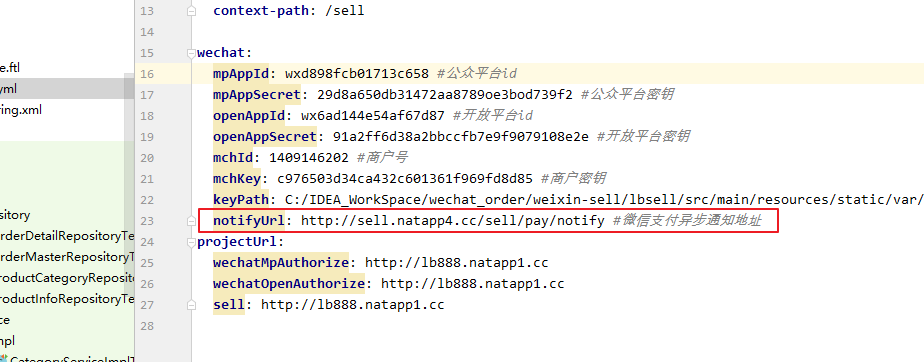 13 context-path: /sell
14
e.ftl
15 wechat:
yml
16 mpAppId: wxd898fcb01713c658 #公众平台id
ring.xml
17 mpAppSecret: 29d8a650db31472aa8789oe3bod739f2 #公众平台密钥
18 openAppId: wx6ad144e54af67d87 #开放平台id
19 openAppSecret: 91a2ff6d38a2bbccfb7e9f9079108e2e #开放平台密钥
20 mchId: 1409146202 #商户号
21 mchKey: c976503d34ca432c601361f969fd8d85 #商户密钥
22 keyPath: C:/IDEA_WorkSpace/wechat_order/weixin-sell/lbsell/src/main/resources/static/var/
ository
23 notifyUrl: http://sell.natapp4.cc/sell/pay/notify #微信支付异步通知地址
rderDetailRepositoryTe
24 projectUrl:
rderMasterRepositoryT
25 wechatMpAuthorize: http://lb888.natapp1.cc
roductCategoryReposite
26 wechatOpenAuthorize: http://lb888.natapp1.cc
roductInfoRepositoryTe
27 sell: http://lb888.natapp1.cc
ce
28
mpl
CategoryServiceImplT